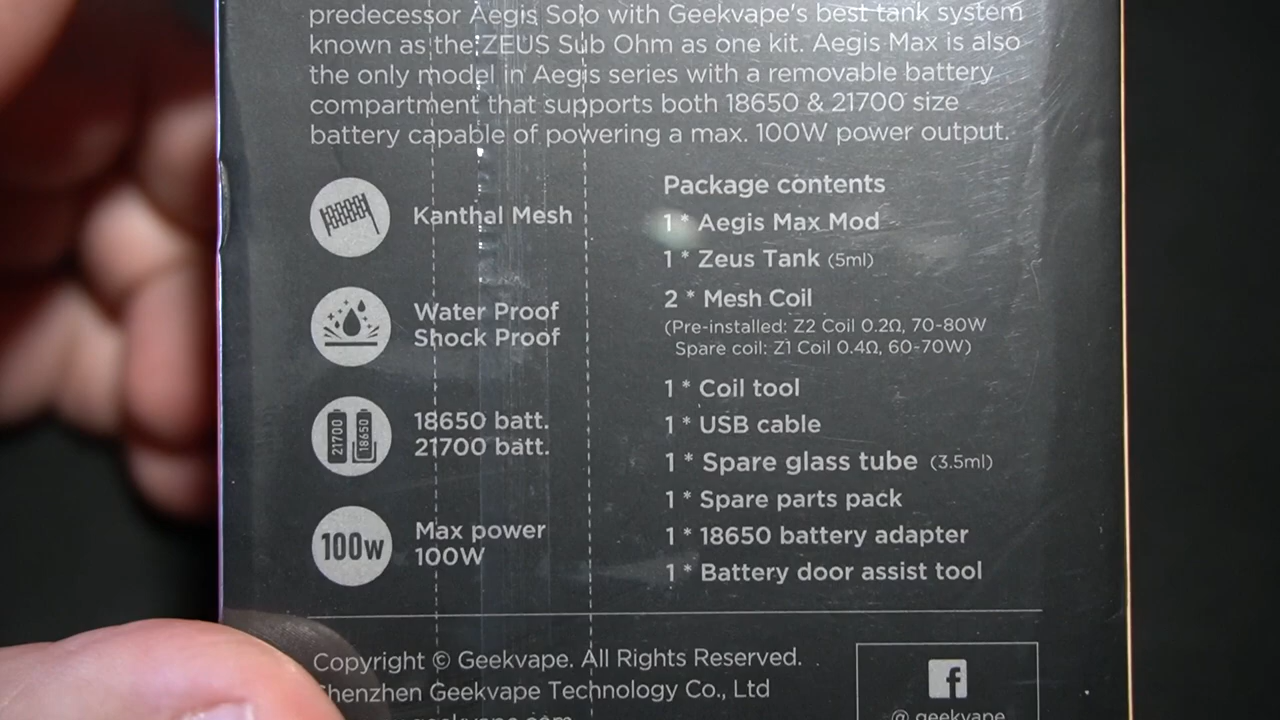 predecessor Aegis Solo with Geekvape's best tank system
known as the ZEUS Sub Ohm as one kit. Aegis Max is also
the only model in Aegis series with a removable battery
compartment that supports both 18650 & 21700 size
battery capable of powering a max. 100W power output.
Kanthal Mesh
Water Proof
Shock Proof
21700
18650
18650 batt.
21700 batt.
100w
Max power
100W
Package contents
1 * Aegis Max Mod
1 * Zeus Tank (5ml)
2 * Mesh Coil
(Pre-installed: Z2 Coil 0.2Ω, 70-80W
Spare coil: Z1 Coil 0.4Ω, 60-70W)
1 * Coil tool
1 * USB cable
1 * Spare glass tube (3.5ml)
1 * Spare parts pack
1 * 18650 battery adapter
1 * Battery door assist tool
Copyright © Geekvape. All Rights Reserved.
Shenzhen Geekvape Technology Co., Ltd
geekvape.com
f
@ geekvape